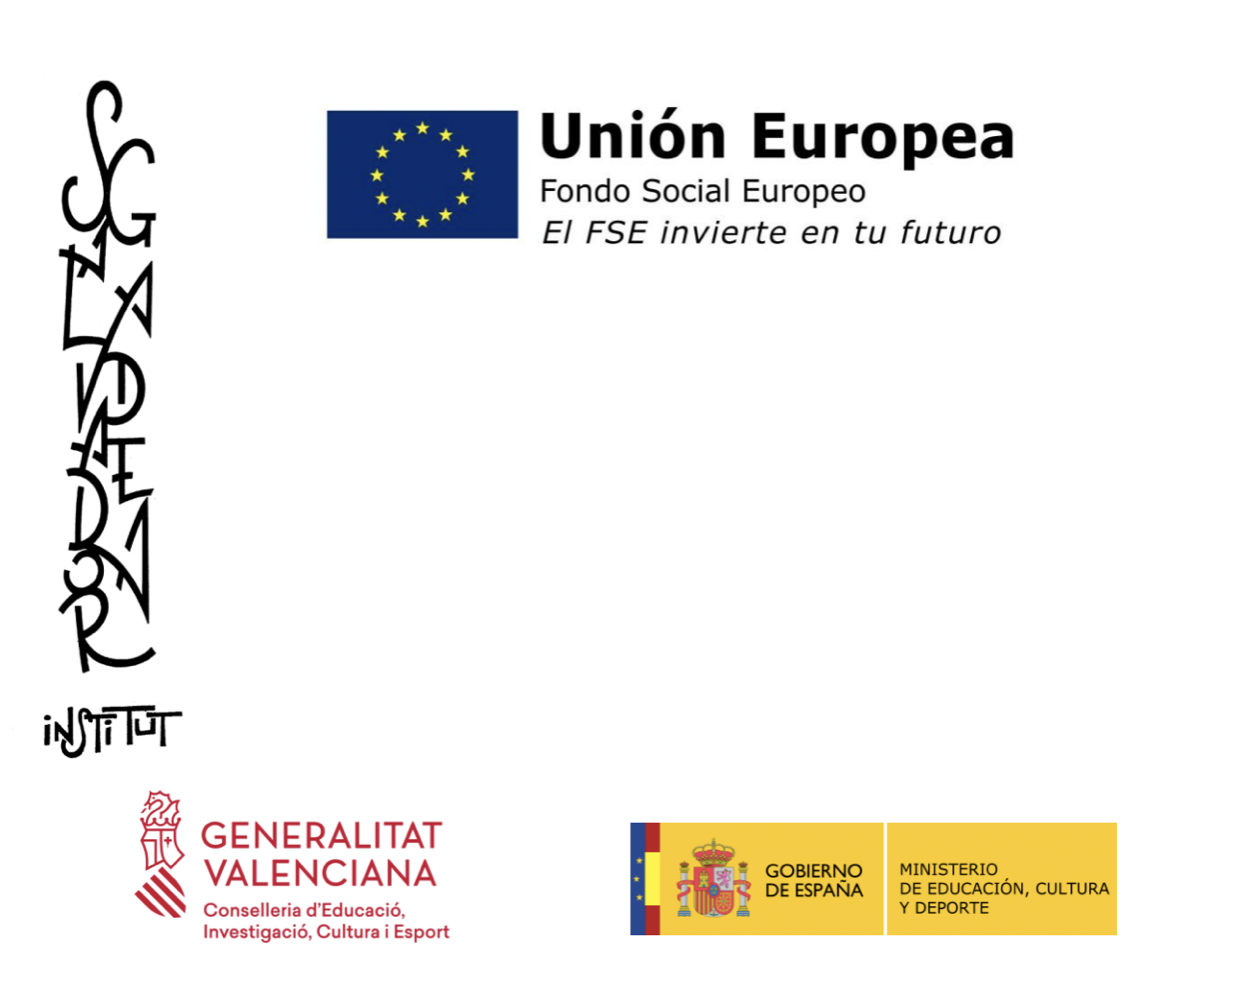 Unión Europea
Fondo Social Europeo
El FSE invierte en tu futuro
INSTITUT
GENERALITAT
VALENCIANA
Conselleria d'Educació,
Investigació, Cultura i Esport
GOBIERNO
DE ESPAÑA
MINISTERIO
DE EDUCACIÓN, CULTURA
Y DEPORTE